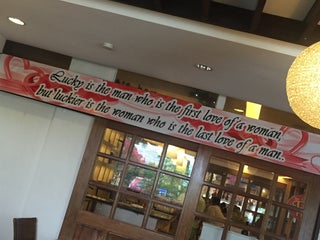 Lucky is the man who is the first love of a woman,
but luckier is the woman who is the last love of a man.